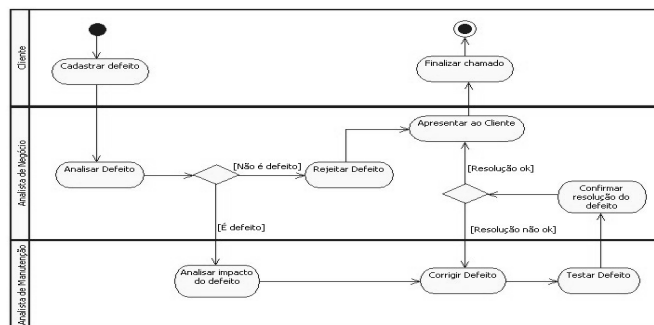 Cliente
Cadastrar defeito
Finalizar chamado
Analista de Negócio
Apresentar ao Cliente
Analisar Defeito
[Não é defeito]
Rejeitar Defeito
[Resolução ok]
Confirmar
resolução do
defeito
[É defeito]
[Resolução não ok]
Analista de Manutenção
Analisar impacto
do defeito
Corrigir Defeito
Testar Defeito